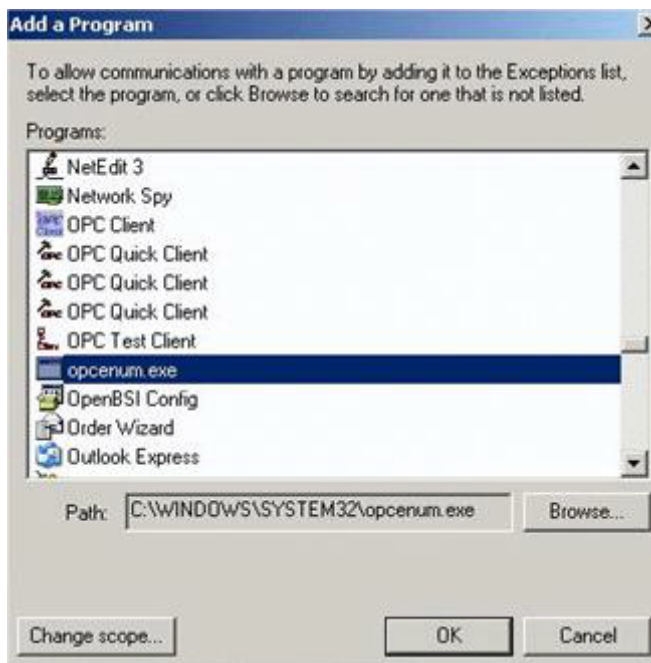 Add a Program
To allow communications with a program by adding it to the Exceptions list,
select the program, or click Browse to search for one that is not listed.
Programs:
NetEdit 3
Network Spy
OPC Client
OPC Quick Client
OPC Quick Client
OPC Quick Client
OPC Test Client
opcenum.exe
OpenBSI Config
Order Wizard
Outlook Express
Path: C:\WINDOWS\SYSTEM32\opcenum.exe Browse...
Change scope... OK Cancel